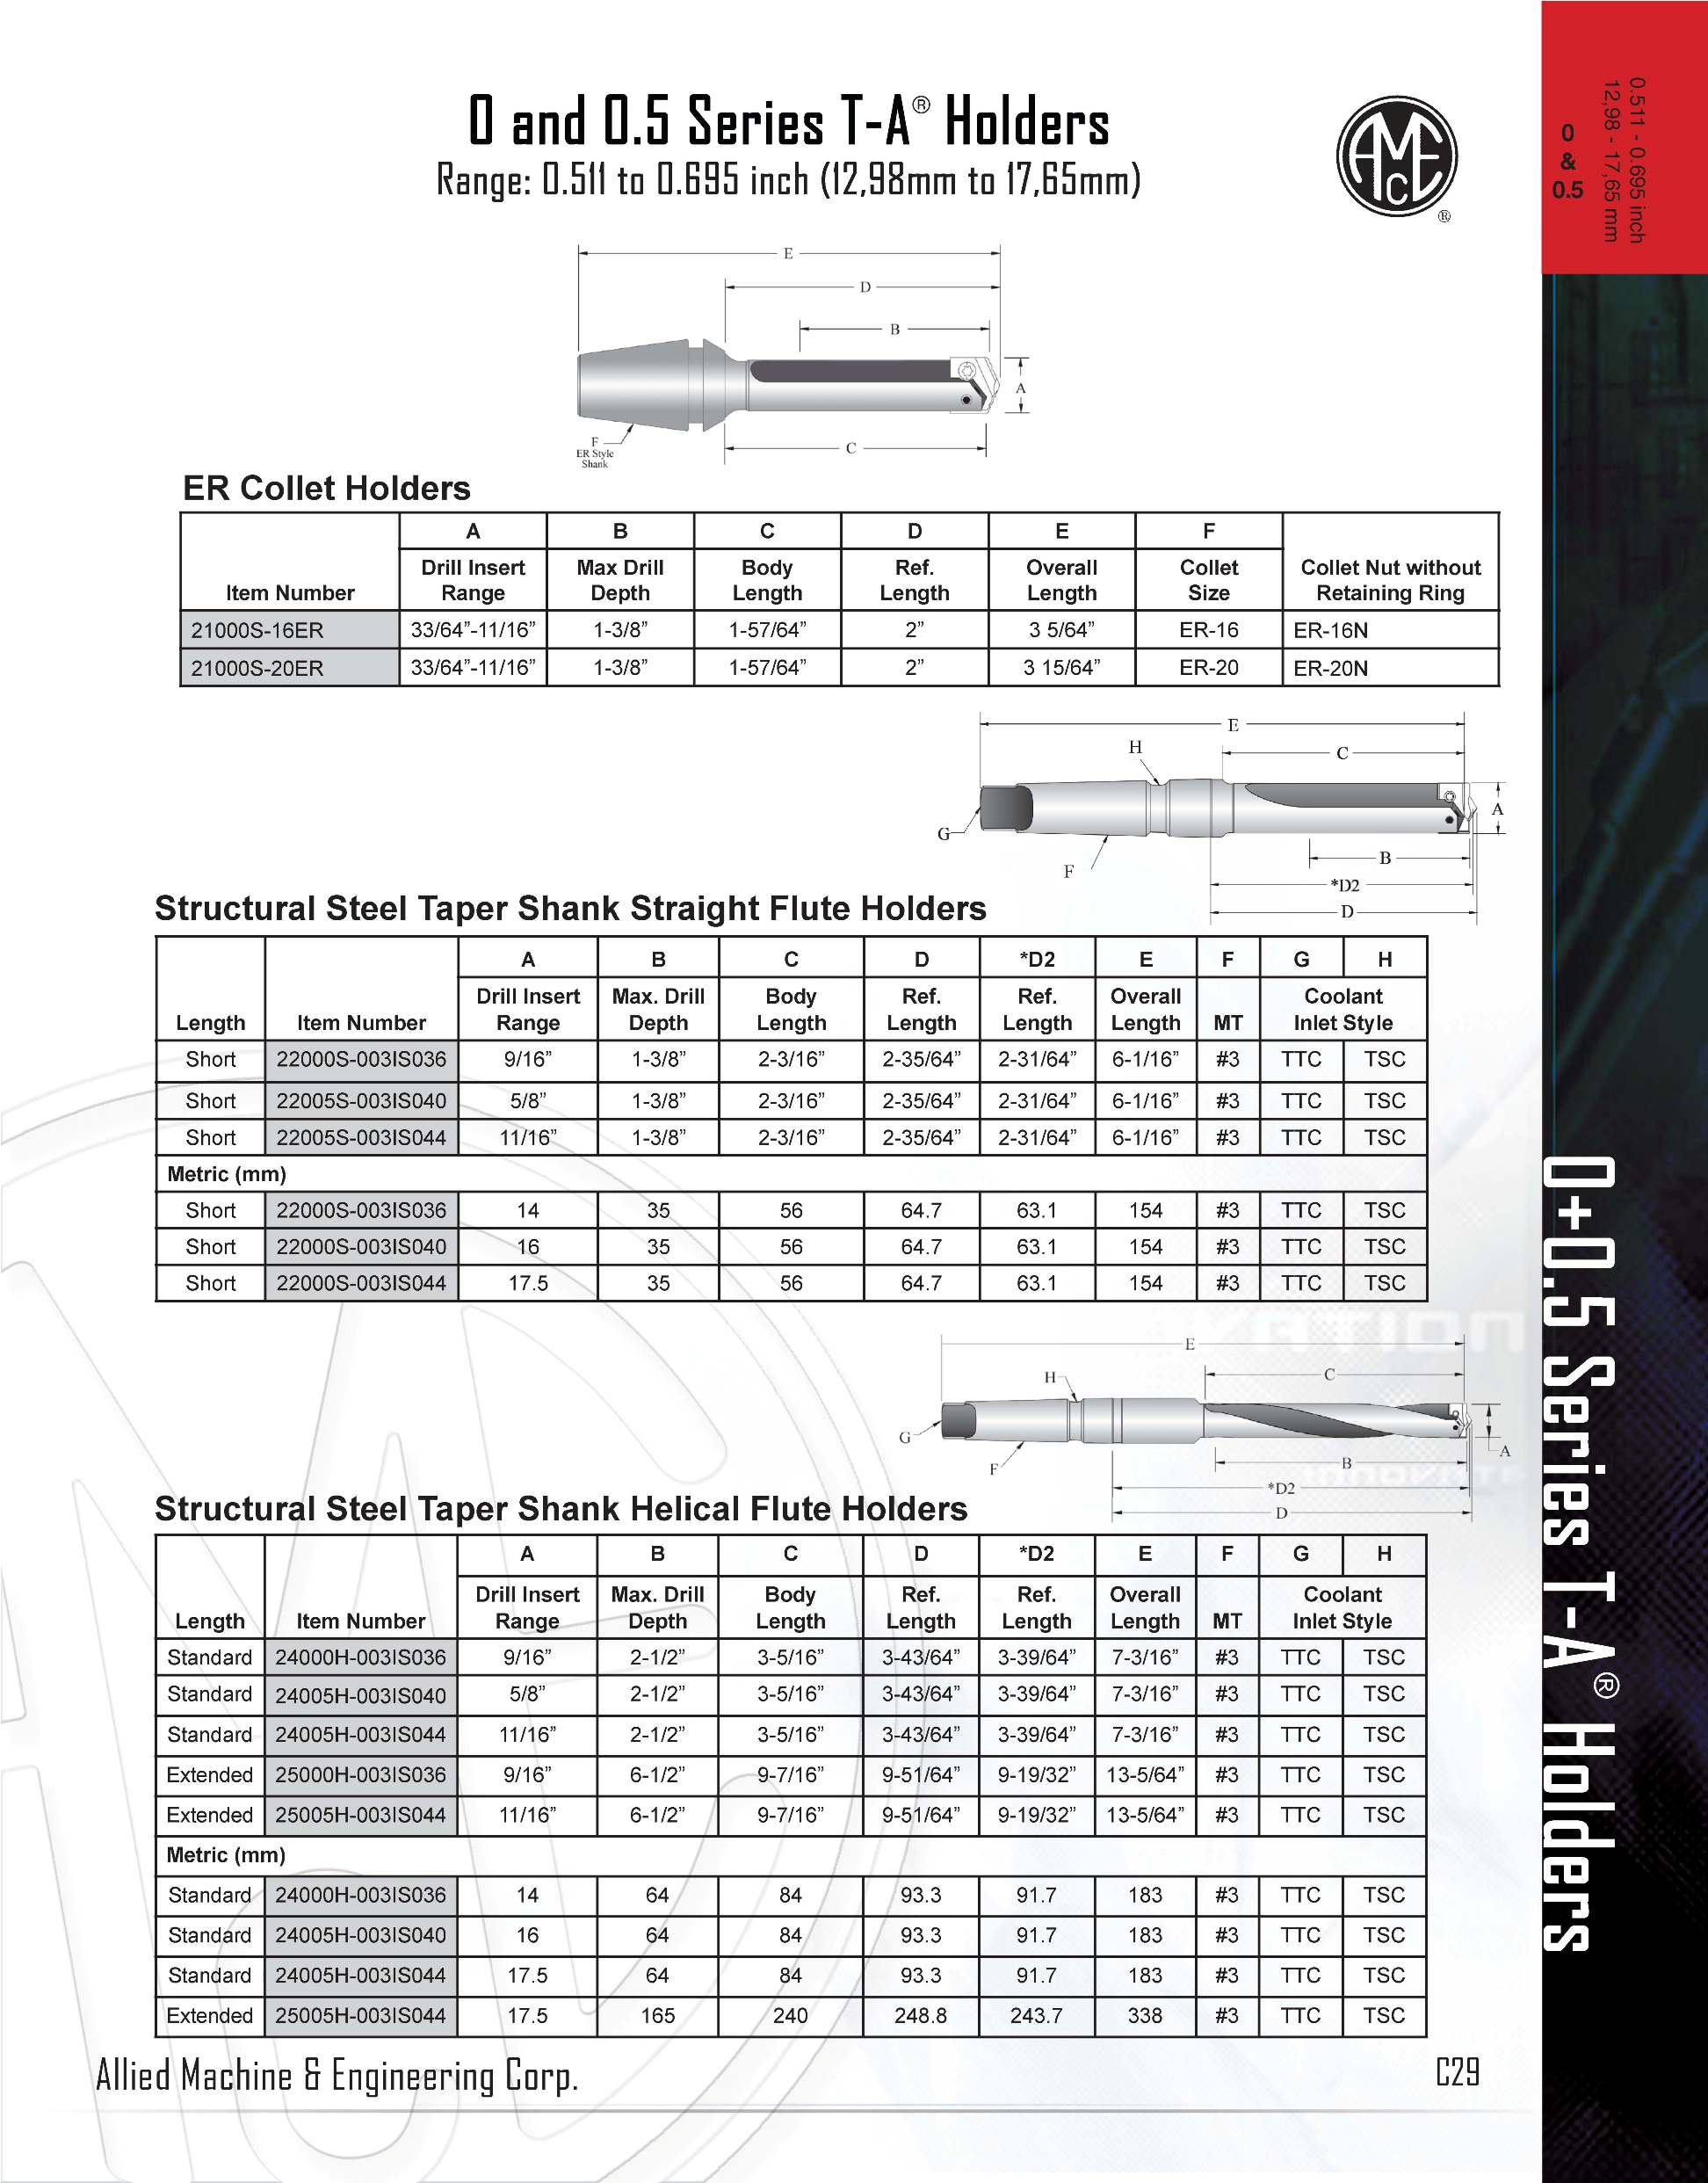 0 and 0.5 Series T-A® Holders
Range: 0.511 to 0.695 inch (12,98mm to 17,65mm)
AMEC
®
0
&
0.5
0.511 - 0.695 inch
12,98 - 17,65 mm
E
D
B
A
C
F
ER Style
Shank
ER Collet Holders
A B C D E F
Item Number Drill Insert Range Max Drill Depth Body Length Ref. Length Overall Length Collet Size Collet Nut without Retaining Ring
21000S-16ER 33/64”-11/16” 1-3/8” 1-57/64” 2” 3 5/64” ER-16 ER-16N
21000S-20ER 33/64”-11/16” 1-3/8” 1-57/64” 2” 3 15/64” ER-20 ER-20N
E
H
C
A
G
F
B
*D2
D
Structural Steel Taper Shank Straight Flute Holders
A B C D *D2 E F G H
Length Item Number Drill Insert Range Max. Drill Depth Body Length Ref. Length Ref. Length Overall Length MT Coolant Inlet Style
Short 22000S-003IS036 9/16” 1-3/8” 2-3/16” 2-35/64” 2-31/64” 6-1/16” #3 TTC TSC
Short 22005S-003IS040 5/8” 1-3/8” 2-3/16” 2-35/64” 2-31/64” 6-1/16” #3 TTC TSC
Short 22005S-003IS044 11/16” 1-3/8” 2-3/16” 2-35/64” 2-31/64” 6-1/16” #3 TTC TSC
Metric (mm)
Short 22000S-003IS036 14 35 56 64.7 63.1 154 #3 TTC TSC
Short 22000S-003IS040 16 35 56 64.7 63.1 154 #3 TTC TSC
Short 22000S-003IS044 17.5 35 56 64.7 63.1 154 #3 TTC TSC
E
H
C
G
F
A
B
*D2
D
Structural Steel Taper Shank Helical Flute Holders
A B C D *D2 E F G H
Length Item Number Drill Insert Range Max. Drill Depth Body Length Ref. Length Ref. Length Overall Length MT Coolant Inlet Style
Standard 24000H-003IS036 9/16” 2-1/2” 3-5/16” 3-43/64” 3-39/64” 7-3/16” #3 TTC TSC
Standard 24005H-003IS040 5/8” 2-1/2” 3-5/16” 3-43/64” 3-39/64” 7-3/16” #3 TTC TSC
Standard 24005H-003IS044 11/16” 2-1/2” 3-5/16” 3-43/64” 3-39/64” 7-3/16” #3 TTC TSC
Extended 25000H-003IS036 9/16” 6-1/2” 9-7/16” 9-51/64” 9-19/32” 13-5/64” #3 TTC TSC
Extended 25005H-003IS044 11/16” 6-1/2” 9-7/16” 9-51/64” 9-19/32” 13-5/64” #3 TTC TSC
Metric (mm)
Standard 24000H-003IS036 14 64 84 93.3 91.7 183 #3 TTC TSC
Standard 24005H-003IS040 16 64 84 93.3 91.7 183 #3 TTC TSC
Standard 24005H-003IS044 17.5 64 84 93.3 91.7 183 #3 TTC TSC
Extended 25005H-003IS044 17.5 165 240 248.8 243.7 338 #3 TTC TSC
0+0.5 Series T-A® Holders
Allied Machine & Engineering Corp.
C29